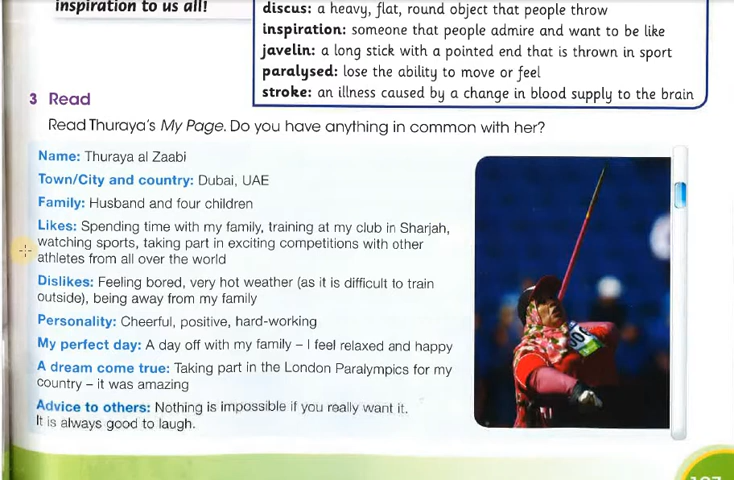 inspiration to us all!
discus: a heavy, flat, round object that people throw
inspiration: someone that people admire and want to be like
javelin: a long stick with a pointed end that is thrown in sport
paralysed: lose the ability to move or feel
stroke: an illness caused by a change in blood supply to the brain
3 Read
Read Thuraya's My Page. Do you have anything in common with her?
Name: Thuraya al Zaabi
Town/City and country: Dubai, UAE
Family: Husband and four children
Likes: Spending time with my family, training at my club in Sharjah,
watching sports, taking part in exciting competitions with other
athletes from all over the world
Dislikes: Feeling bored, very hot weather (as it is difficult to train
outside), being away from my family
Personality: Cheerful, positive, hard-working
My perfect day: A day off with my family – I feel relaxed and happy
A dream come true: Taking part in the London Paralympics for my
country – it was amazing
Advice to others: Nothing is impossible if you really want it.
It is always good to laugh.